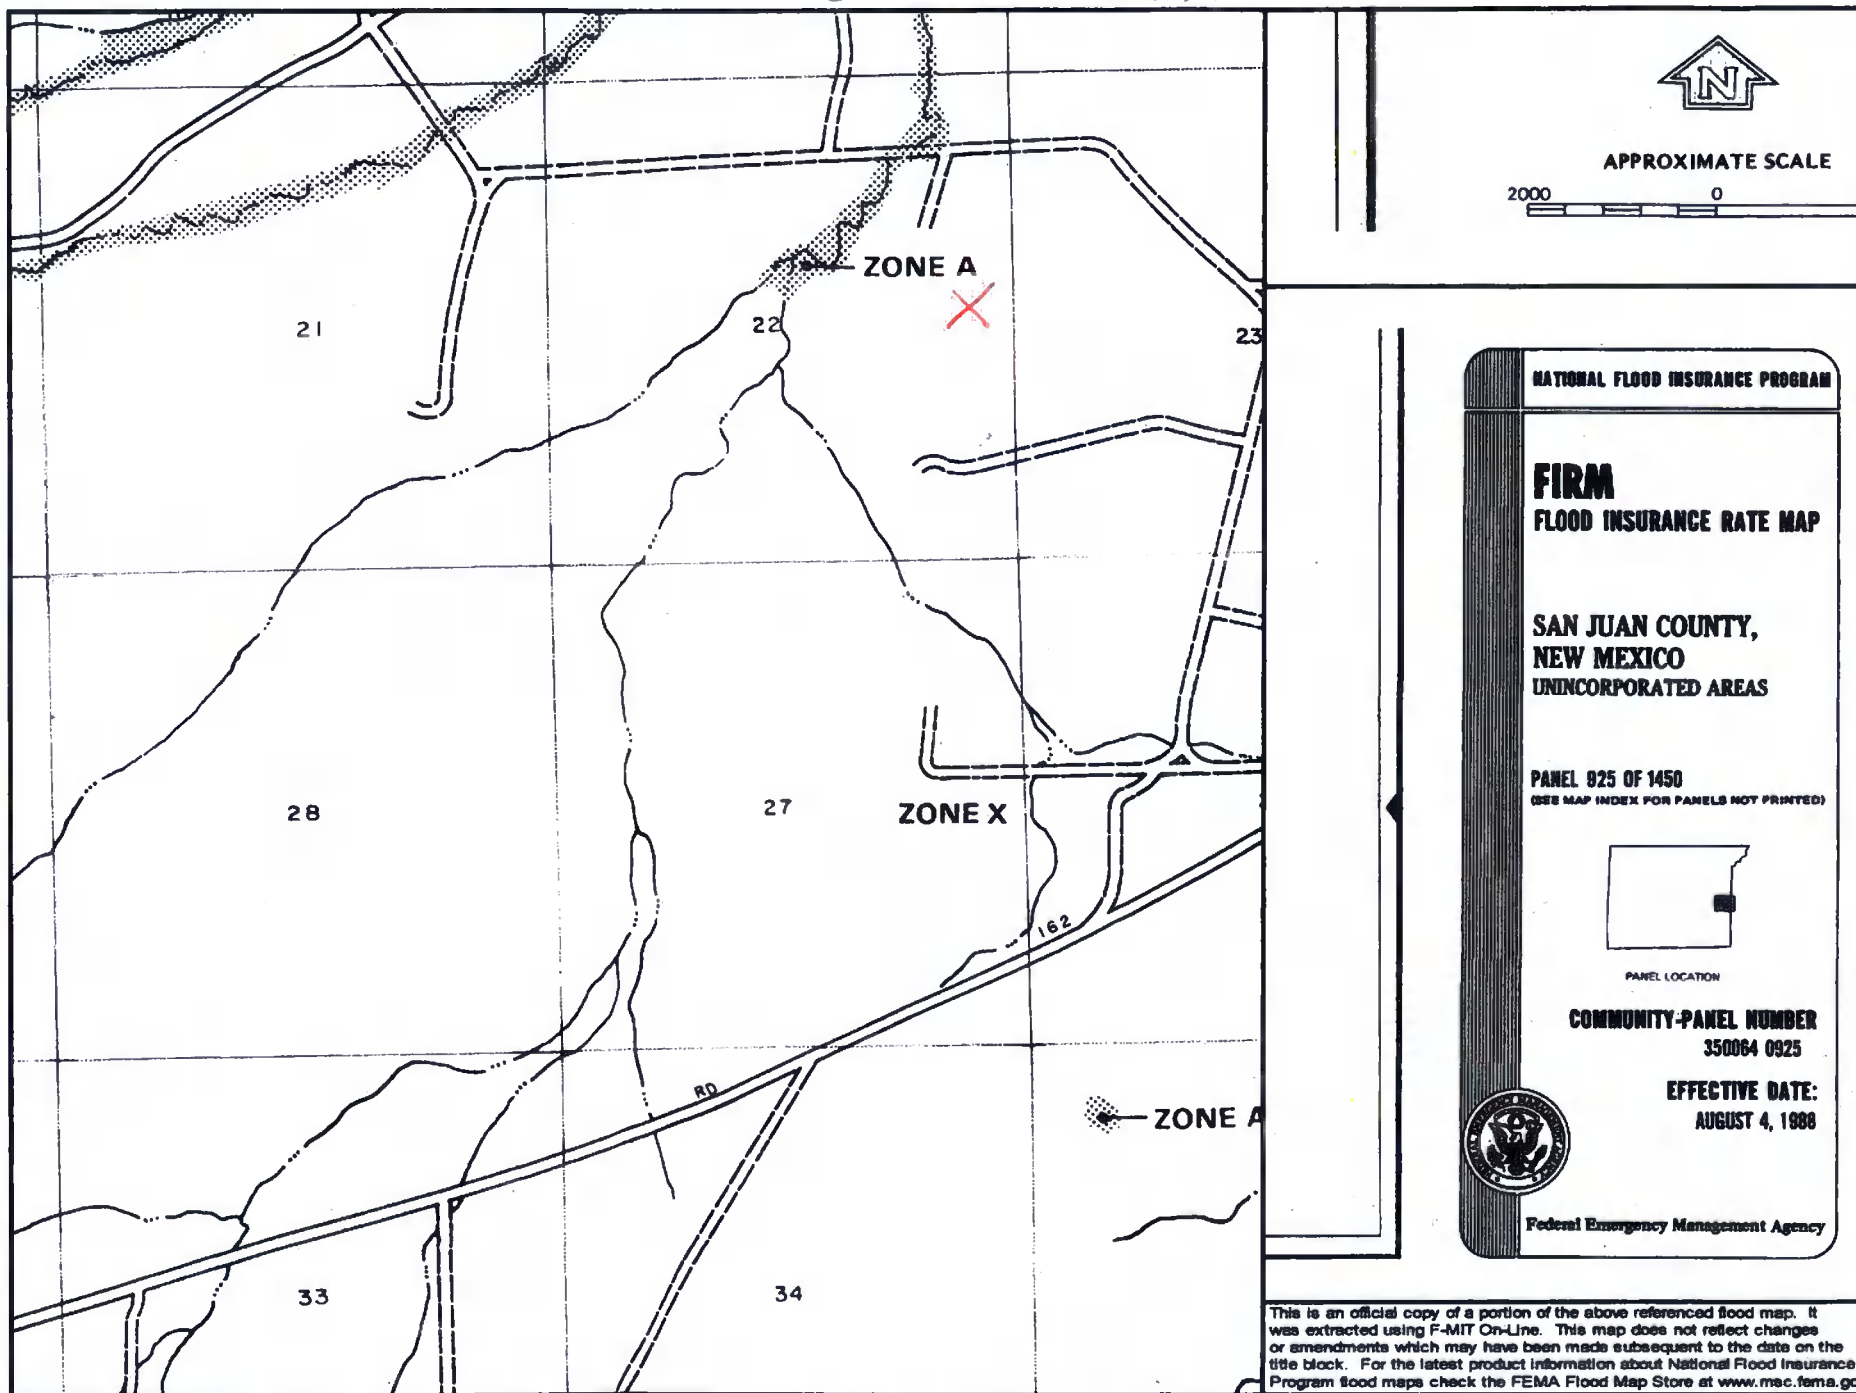 ZONE A
21
22
23
28
27
ZONE X
162
RD
ZONE A
33
34
N
APPROXIMATE SCALE
2000 0
NATIONAL FLOOD INSURANCE PROGRAM
FIRM
FLOOD INSURANCE RATE MAP
SAN JUAN COUNTY,
NEW MEXICO
UNINCORPORATED AREAS
PANEL 925 OF 1450
(SEE MAP INDEX FOR PANELS NOT PRINTED)
PANEL LOCATION
COMMUNITY-PANEL NUMBER
350064 0925
EFFECTIVE DATE:
AUGUST 4, 1988
Federal Emergency Management Agency
This is an official copy of a portion of the above referenced flood map. It
was extracted using F-MIT On-Line. This map does not reflect changes
or amendments which may have been made subsequent to the date on the
title block. For the latest product information about National Flood Insurance
Program flood maps check the FEMA Flood Map Store at www.msc.fema.go